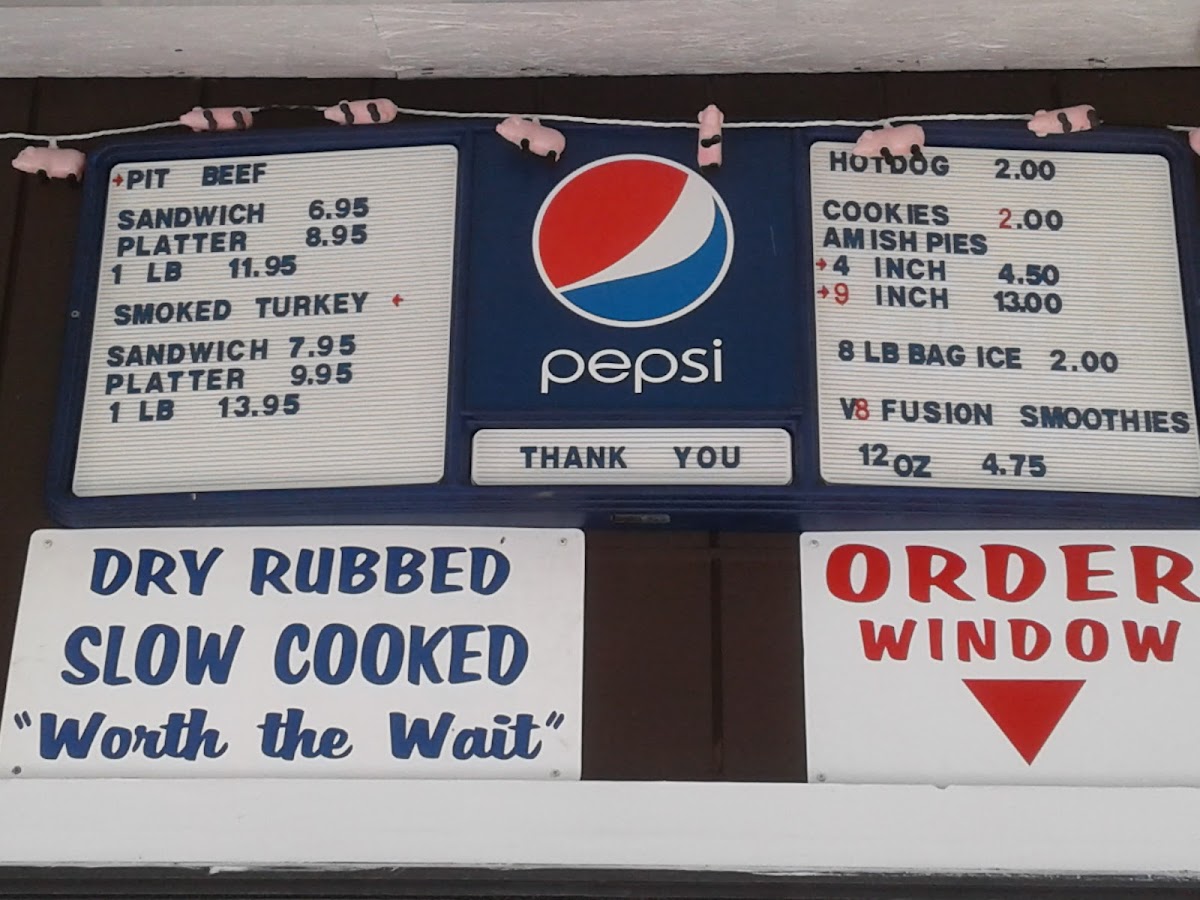 PIT BEEF
SANDWICH 6.95
PLATTER 8.95
1 LB 11.95
SMOKED TURKEY
SANDWICH 7.95
PLATTER 9.95
1 LB 13.95
pepsi
THANK YOU
HOTDOG 2.00
COOKIES 2.00
AMISH PIES
4 INCH 4.50
9 INCH 13.00
8 LB BAG ICE 2.00
V8 FUSION SMOOTHIES
12 OZ 4.75
DRY RUBBED
SLOW COOKED
"Worth the Wait"
ORDER
WINDOW